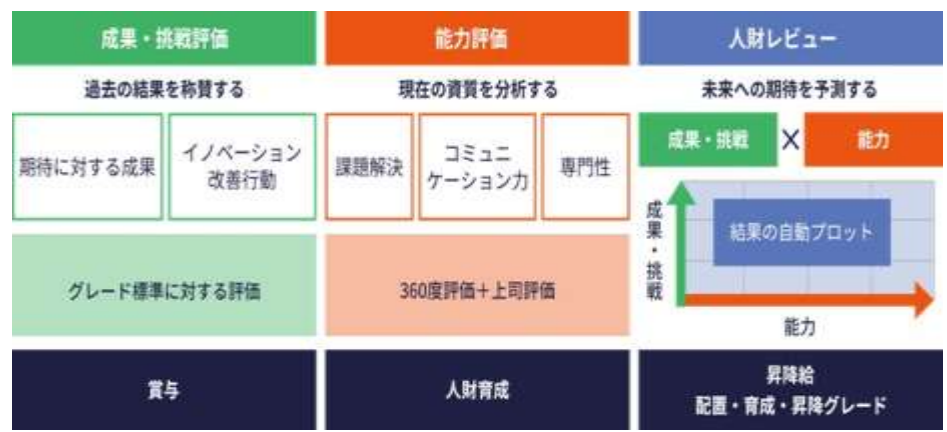 成果・挑戦評価
能力評価
人財レビュー
過去の結果を称賛する
現在の資質を分析する
未来への期待を予測する
期待に対する成果
イノベーション
改善行動
課題解決
コミュニ
ケーション力
専門性
成果・挑戦
X
能力
成果・挑戦
結果の自動プロット
能力
グレード標準に対する評価
360度評価＋上司評価
賞与
人財育成
昇降給
配置・育成・昇降グレード